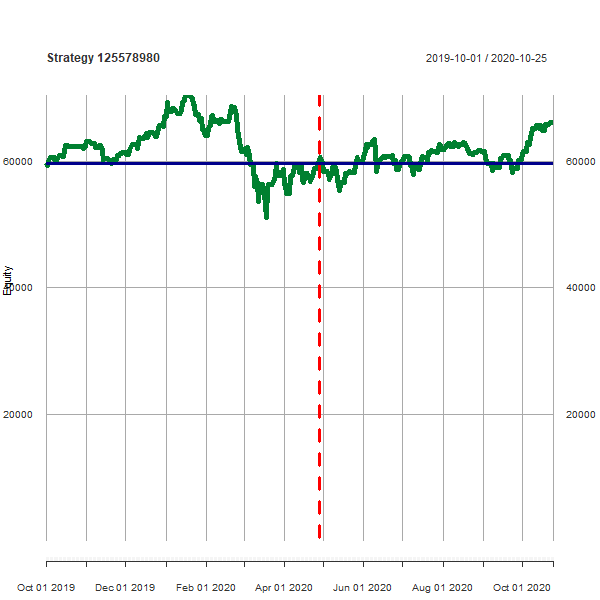 Strategy 125578980
2019-10-01 / 2020-10-25
60000
60000
Equity
40000
40000
20000
20000
Oct 01 2019
Dec 01 2019
Feb 01 2020
Apr 01 2020
Jun 01 2020
Aug 01 2020
Oct 01 2020